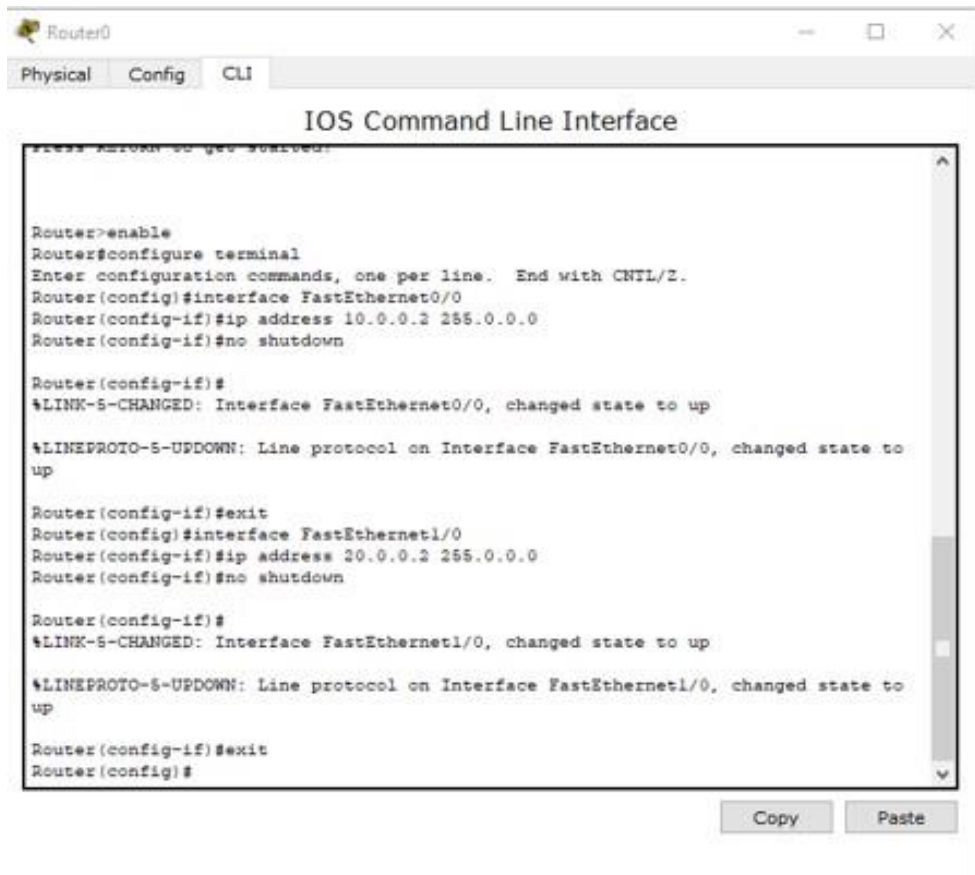 Router0
Physical Config CLI
IOS Command Line Interface
Press RETURN to get started!
Router>enable
Router#configure terminal
Enter configuration commands, one per line.  End with CNTL/Z.
Router(config)#interface FastEthernet0/0
Router(config-if)#ip address 10.0.0.2 255.0.0.0
Router(config-if)#no shutdown
Router(config-if)#
%LINK-5-CHANGED: Interface FastEthernet0/0, changed state to up
%LINEPROTO-5-UPDOWN: Line protocol on Interface FastEthernet0/0, changed state to
up
Router(config-if)#exit
Router(config)#interface FastEthernet1/0
Router(config-if)#ip address 20.0.0.2 255.0.0.0
Router(config-if)#no shutdown
Router(config-if)#
%LINK-5-CHANGED: Interface FastEthernet1/0, changed state to up
%LINEPROTO-5-UPDOWN: Line protocol on Interface FastEthernet1/0, changed state to
up
Router(config-if)#exit
Router(config)#
Copy Paste